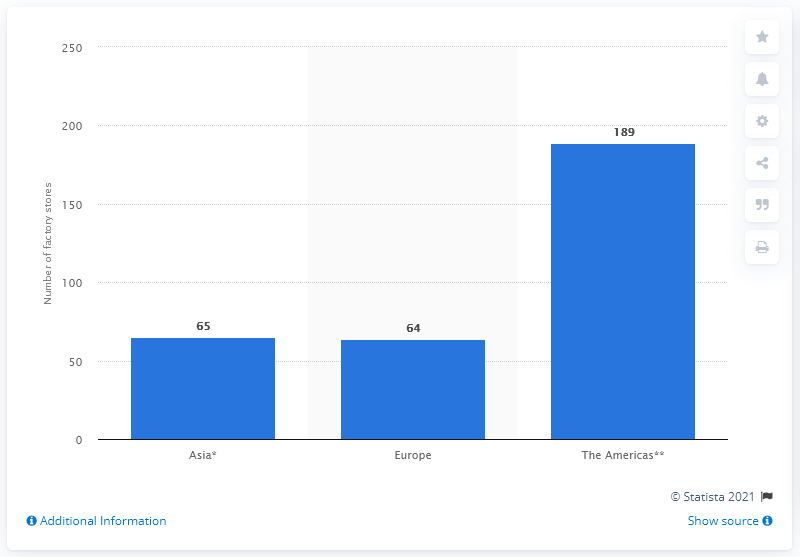 250
200
150
100
50
0
Number of factory stores
65
64
189
Asia*
Europe
The Americas**
© Statista 2021
Additional Information
Show source